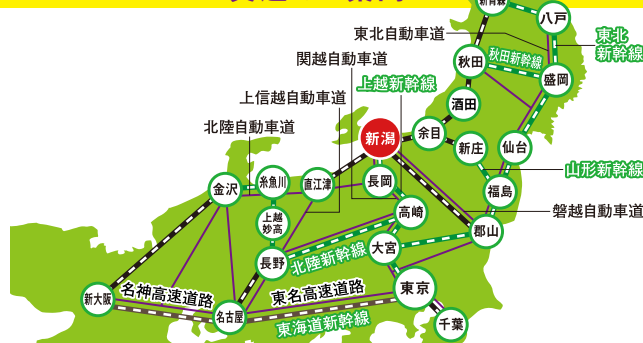 新青森
八戸
東北自動車道
東北
新幹線
秋田
秋田新幹線
盛岡
関越自動車道
上越新幹線
上信越自動車道
酒田
北陸自動車道
新潟
余目
新庄
仙台
山形新幹線
金沢
糸魚川
直江津
長岡
福島
高崎
磐越自動車道
上越
妙高
郡山
長野
北陸新幹線
大宮
新大阪
名神高速道路
東名高速道路
東京
名古屋
東海道新幹線
千葉